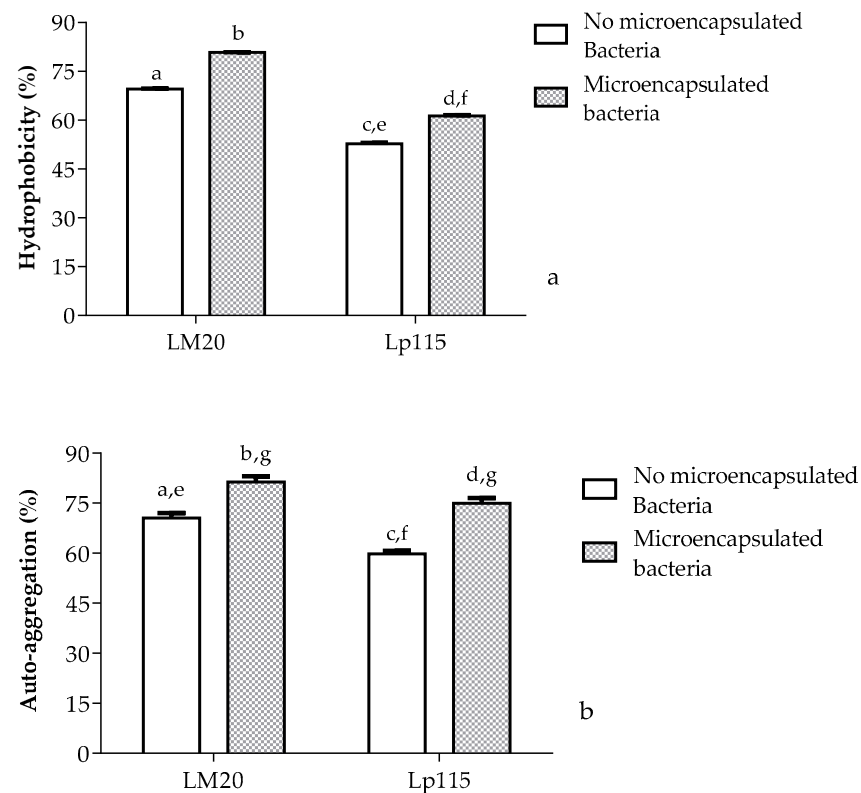 Hydrophobicity (%)
90
75
60
45
30
15
0
a
b
c,e
d,f
LM20
Lp115
No microencapsulated
Bacteria
Microencapsulated
bacteria
a
Auto-aggregation (%)
90
75
60
45
30
15
0
a,e
b,g
c,f
d,g
LM20
Lp115
No microencapsulated
Bacteria
Microencapsulated
bacteria
b